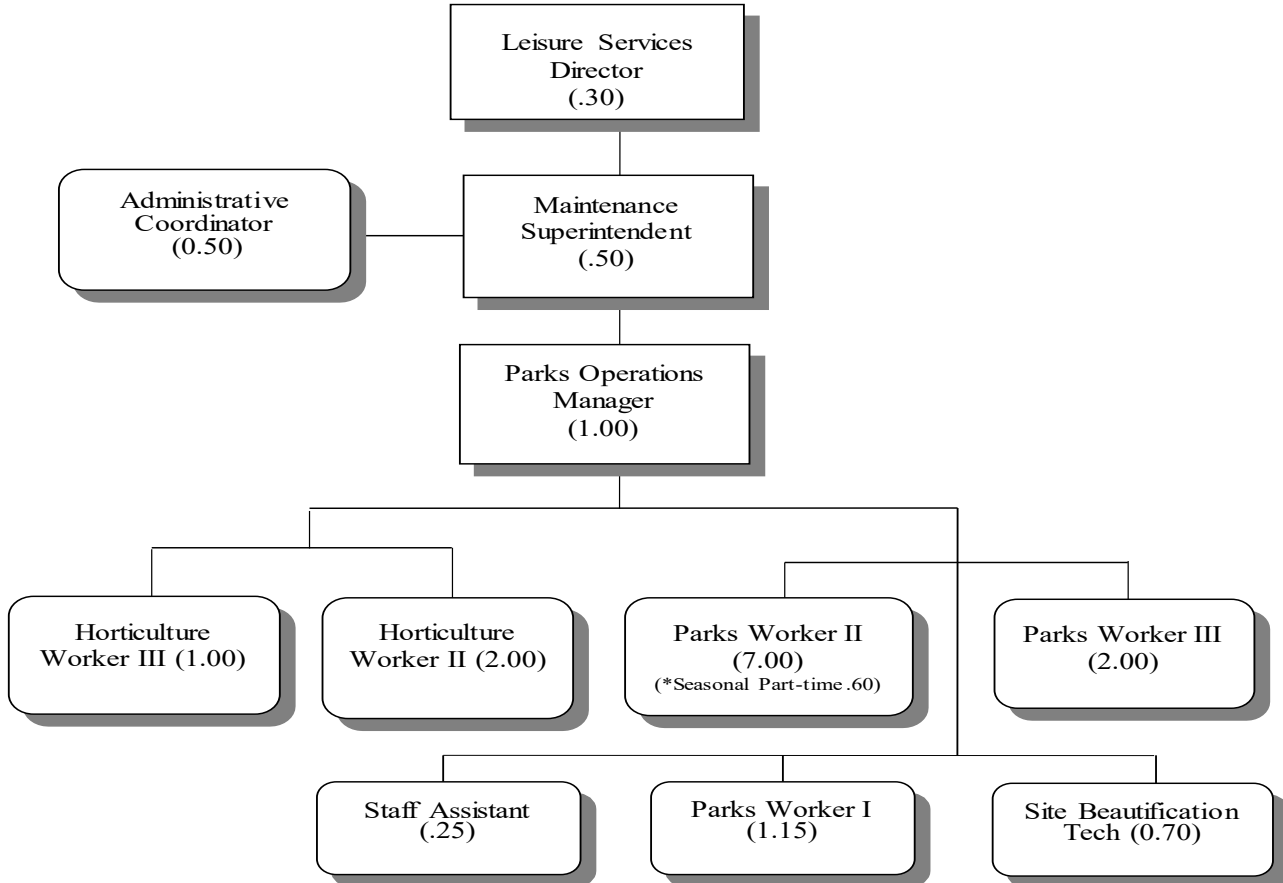 Leisure Services
Director
(.30)
Administrative
Coordinator
(0.50)
Maintenance
Superintendent
(.50)
Parks Operations
Manager
(1.00)
Horticulture
Worker III (1.00)
Horticulture
Worker II (2.00)
Parks Worker II
(7.00)
(*Seasonal Part-time .60)
Parks Worker III
(2.00)
Staff Assistant
(.25)
Parks Worker I
(1.15)
Site Beautification
Tech (0.70)